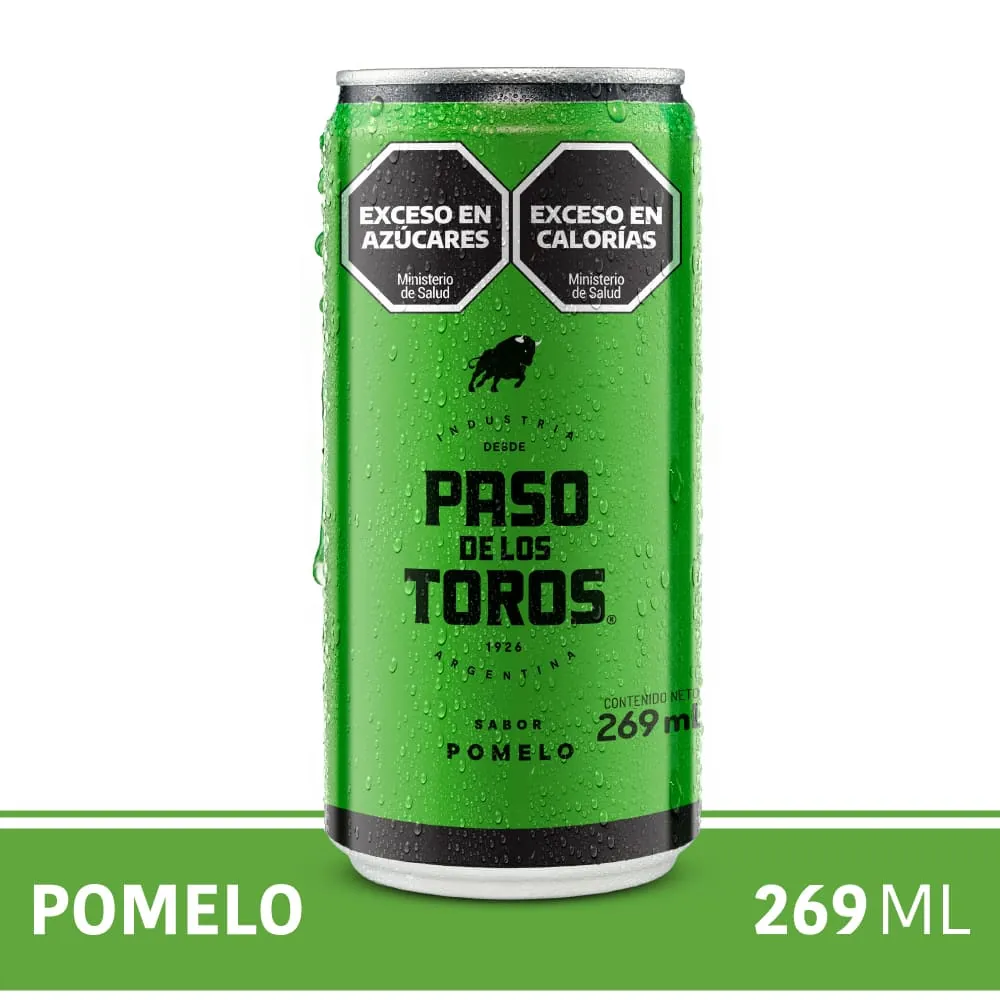 EXCESO EN
AZÚCARES
Ministerio
de Salud
EXCESO EN
CALORÍAS
Ministerio
de Salud
INDUSTRIA
DESDE
PASO
DE LOS
TOROS®
1926
ARGENTINA
CONTENIDO NETO
269 mL
SABOR
POMELO
POMELO
269 ML